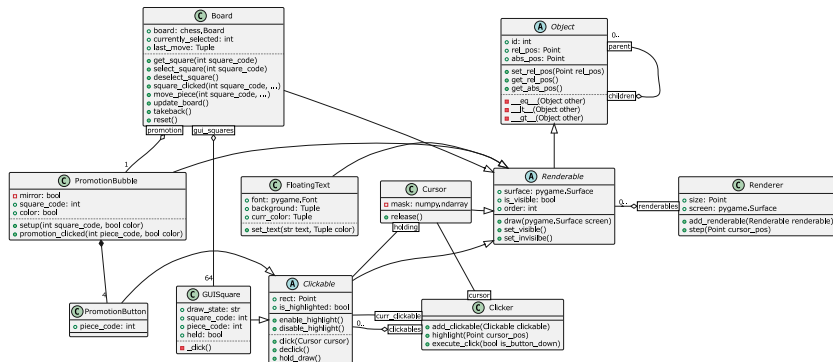 C Board
board: chess.Board
currently_selected: int
last_move: Tuple
get_square(int square_code)
select_square(int square_code)
deselect_square()
square_clicked(int square_code, ...)
move_piece(int square_code, ...)
update_board()
takeback()
reset()
promotion
gui_squares
A Object
id: int
rel_pos: Point
abs_pos: Point
set_rel_pos(Point rel_pos)
get_rel_pos()
get_abs_pos()
__eq__(Object other)
__lt__(Object other)
__gt__(Object other)
0..
parent
children
1
C PromotionBubble
mirror: bool
square_code: int
color: bool
setup(int square_code, bool color)
promotion_clicked(int piece_code, bool color)
C FloatingText
font: pygame.Font
background: Tuple
curr_color: Tuple
set_text(str text, Tuple color)
C Cursor
mask: numpy.ndarray
release()
holding
A Renderable
surface: pygame.Surface
is_visible: bool
order: int
draw(pygame.Surface screen)
set_visible()
set_invisilbe()
0..
renderables
C Renderer
size: Point
screen: pygame.Surface
add_renderable(Renderable renderable)
step(Point cursor_pos)
4
C PromotionButton
piece_code: int
64
C GUISquare
draw_state: str
square_code: int
piece_code: int
held: bool
_click()
A Clickable
rect: Point
is_highlighted: bool
enable_highlight()
disable_highlight()
click(Cursor cursor)
declick()
hold_draw()
curr_clickable
0..
clickables
cursor
C Clicker
add_clickable(Clickable clickable)
highlight(Point cursor_pos)
execute_click(bool is_button_down)